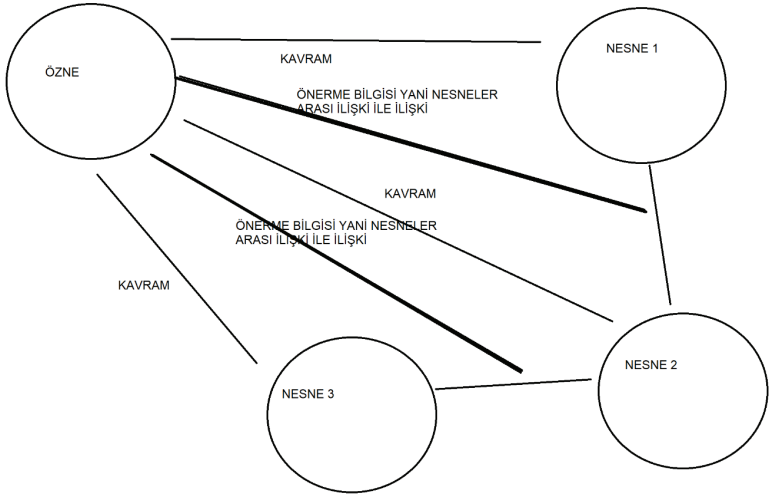 ÖZNE
KAVRAM
NESNE 1
ÖNERME BİLGİSİ YANİ NESNELER
ARASI İLİŞKİ İLE İLİŞKİ
KAVRAM
ÖNERME BİLGİSİ YANİ NESNELER
ARASI İLİŞKİ İLE İLİŞKİ
KAVRAM
NESNE 2
NESNE 3